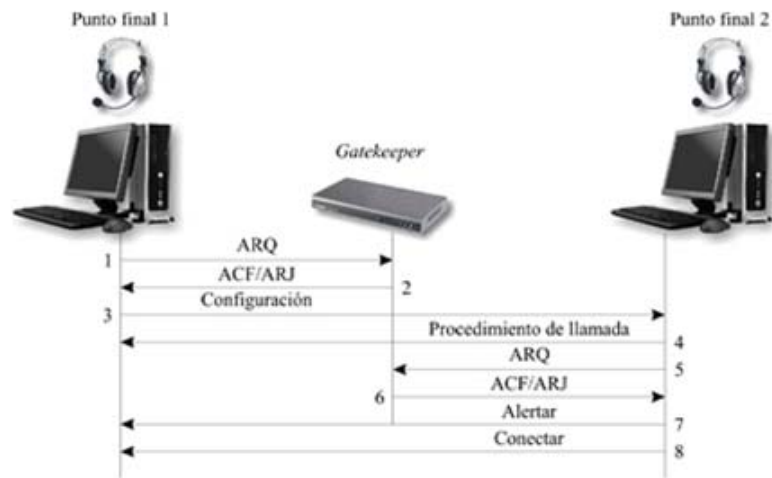 Punto final 1
Punto final 2
Gatekeeper
ARQ
1
ACF/ARJ
2
Configuración
3
Procedimiento de llamada
4
ARQ
5
ACF/ARJ
6
Alertar
7
Conectar
8